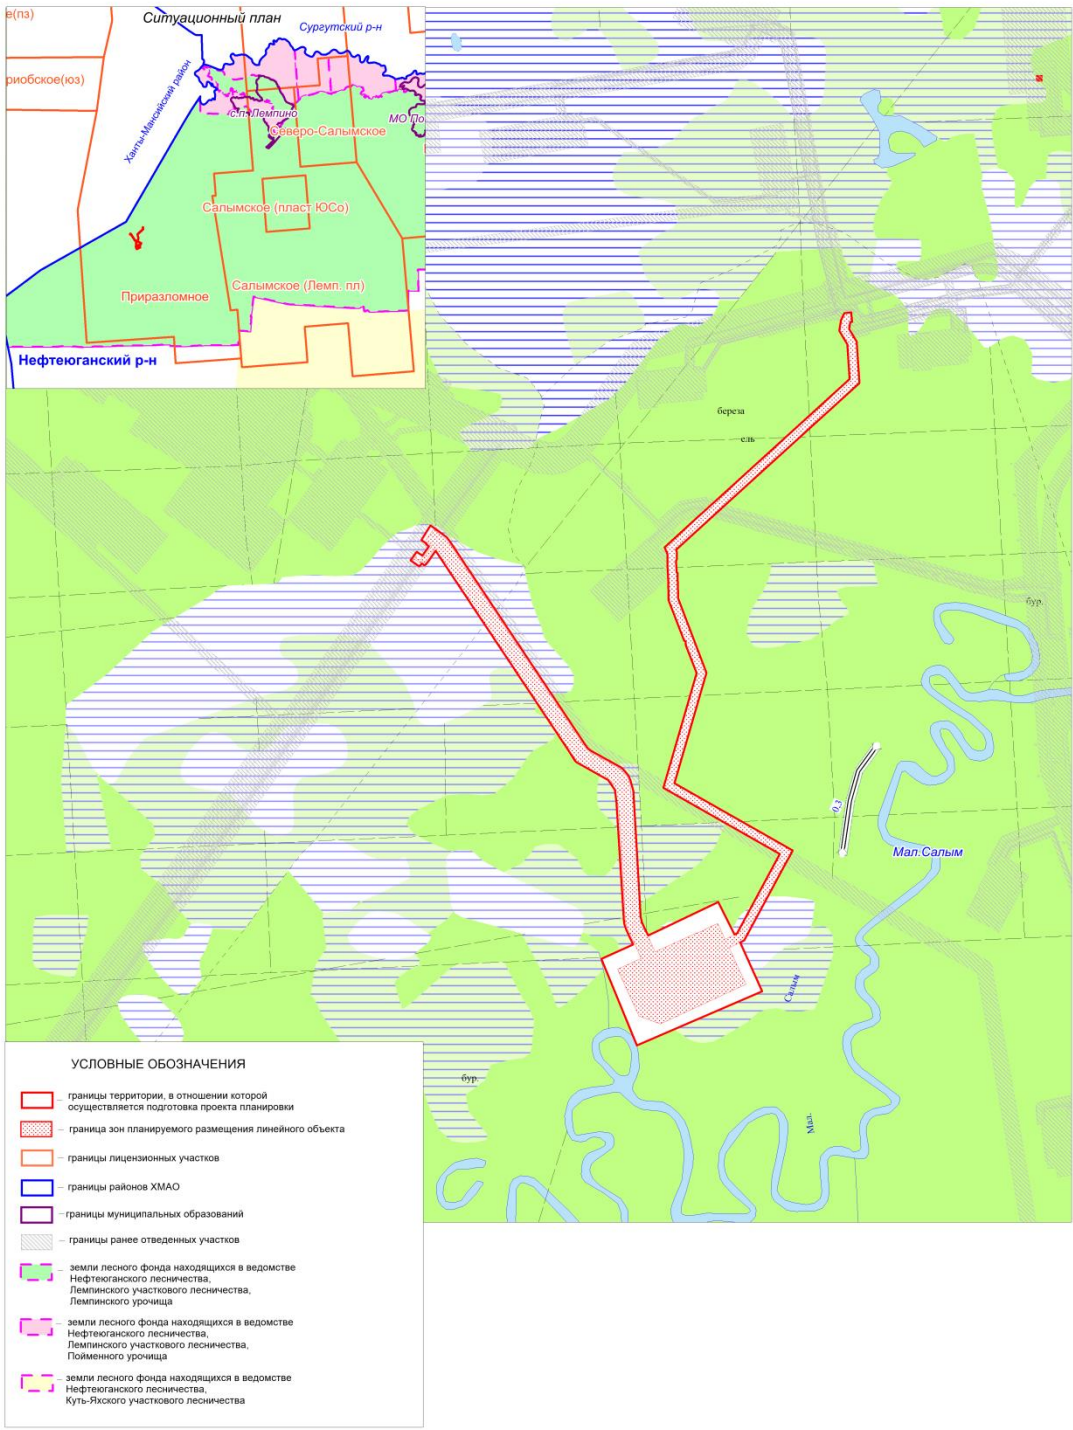 Ситуационный план
е(пз)
Сургутский р-н
риобское(юз)
Ханты-Мансийский район
с.п. Лемпино
МО По
Северо-Салымское
Салымское (пласт ЮСо)
Салымское (Лемп. пл)
Приразломное
Нефтеюганский р-н
береза
ель
бур.
0,3
Мал.Салым
Салым
бур.
Мал.
УСЛОВНЫЕ ОБОЗНАЧЕНИЯ
– границы территории, в отношении которой
осуществляется подготовка проекта планировки
– граница зон планируемого размещения линейного объекта
– границы лицензионных участков
– границы районов ХМАО
– границы муниципальных образований
– границы ранее отведенных участков
– земли лесного фонда находящихся в ведомстве
Нефтеюганского лесничества,
Лемпинского участкового лесничества,
Лемпинского урочища
– земли лесного фонда находящихся в ведомстве
Нефтеюганского лесничества,
Лемпинского участкового лесничества,
Пойменного урочища
– земли лесного фонда находящихся в ведомстве
Нефтеюганского лесничества,
Куть-Яхского участкового лесничества